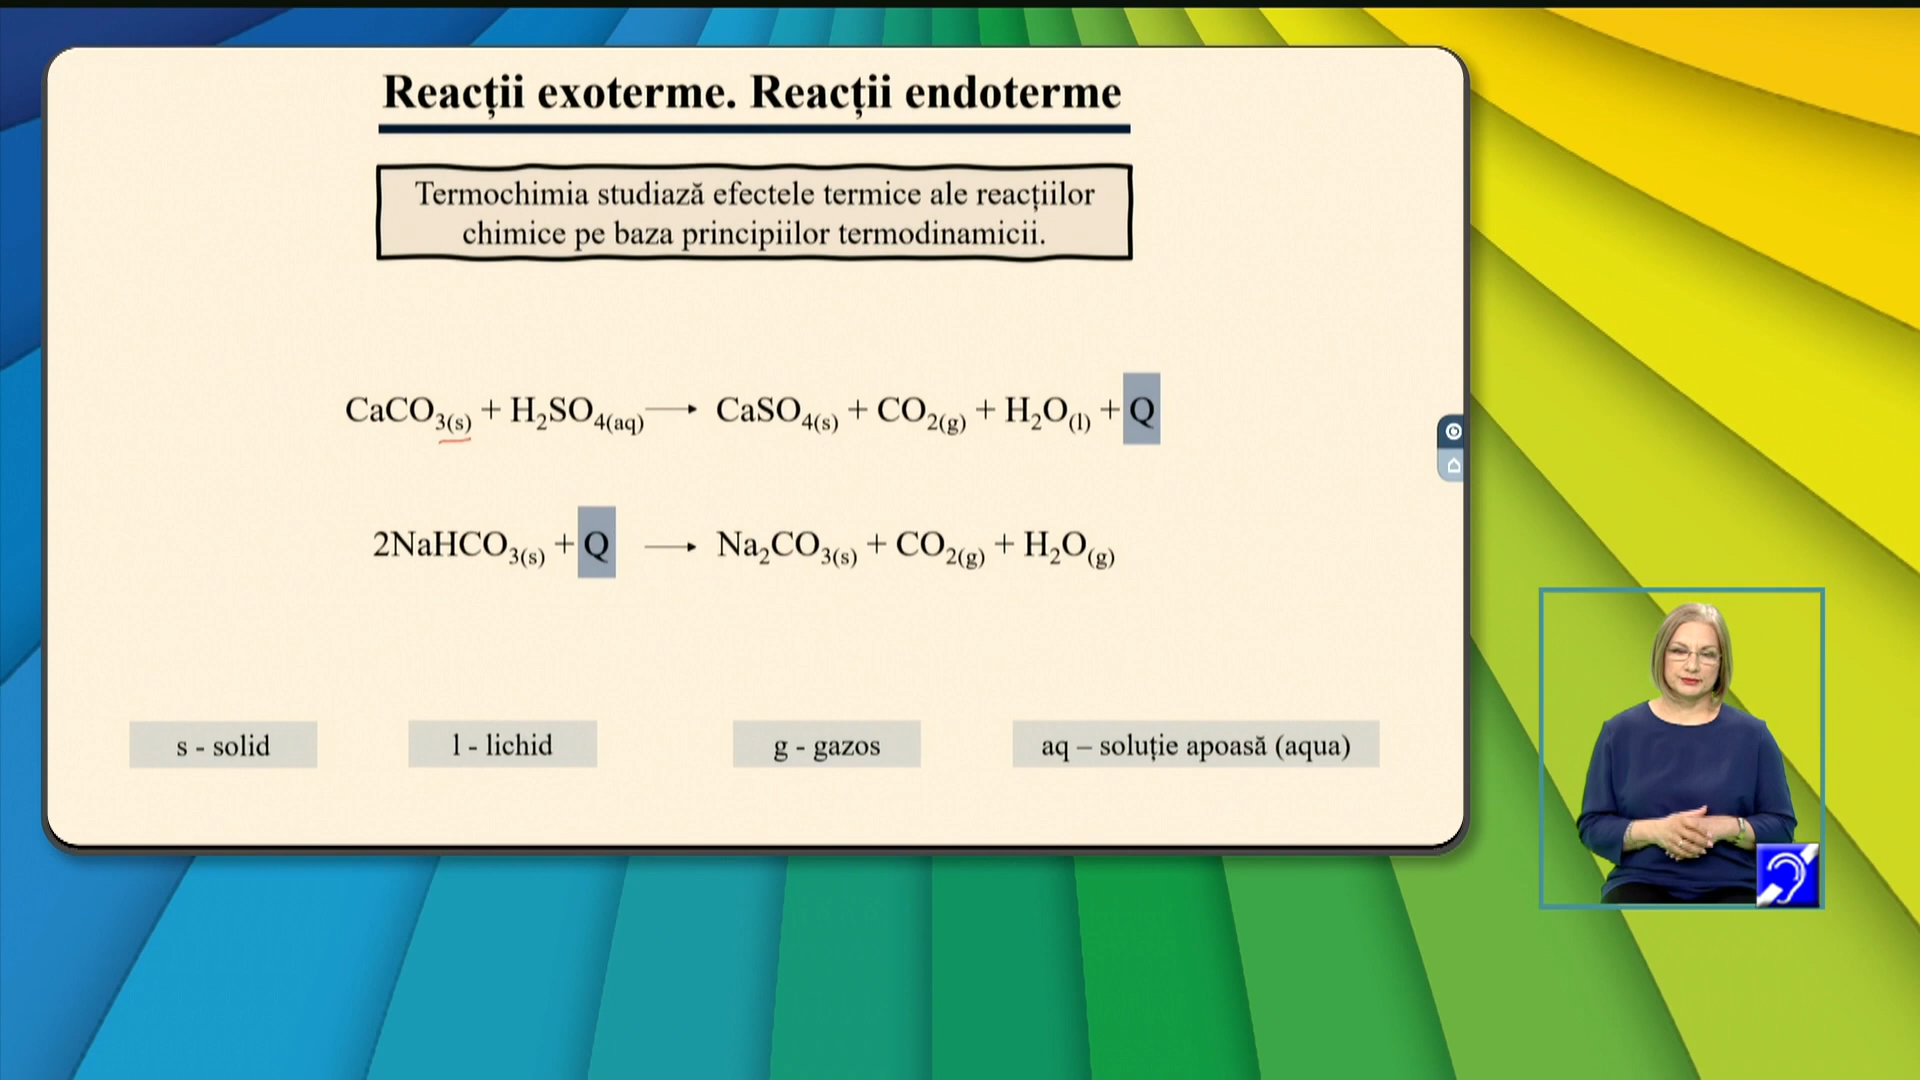 Reacții exoterme. Reacții endoterme
Termochimia studiază efectele termice ale reacțiilor
chimice pe baza principiilor termodinamicii.
CaCO₃₍ₛ₎ + H₂SO₄(aq) → CaSO₄₍ₛ₎ + CO₂(g) + H₂O₍ₗ₎ + Q
2NaHCO₃₍ₛ₎ + Q → Na₂CO₃₍ₛ₎ + CO₂(g) + H₂O(g)
s - solid
l - lichid
g - gazos
aq – soluție apoasă (aqua)